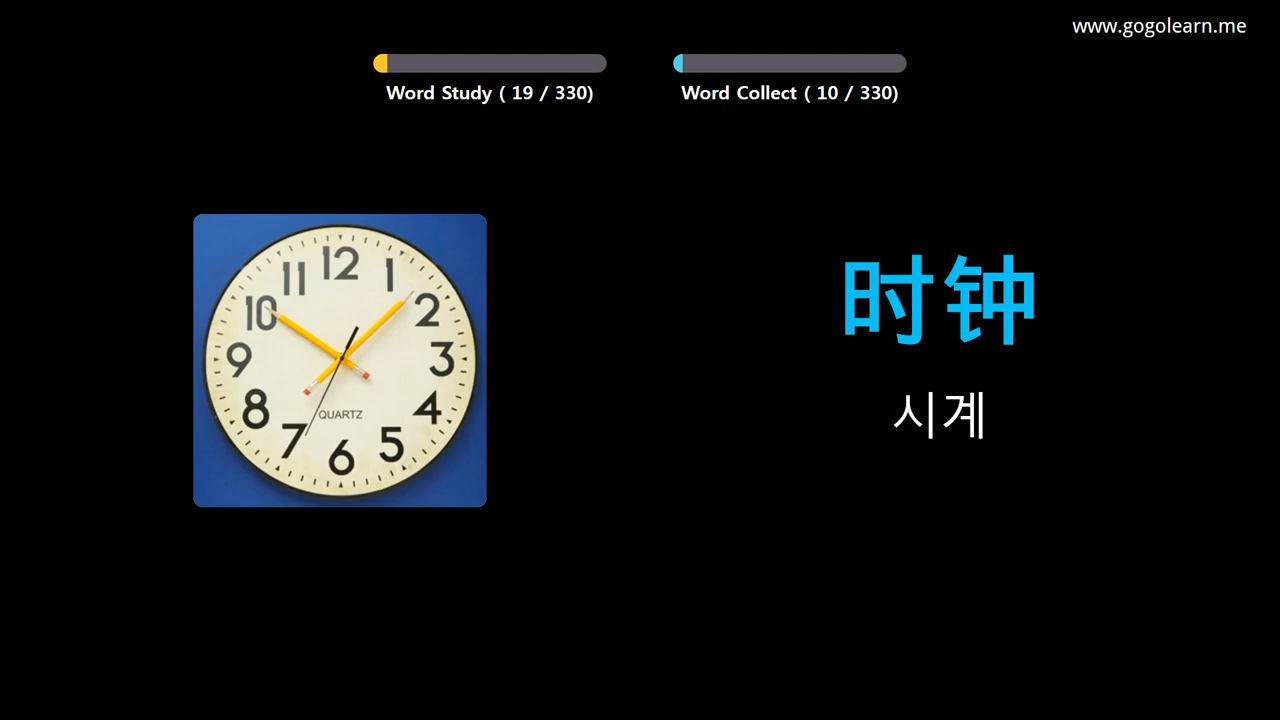 www.gogolearn.me
Word Study ( 19 / 330)
Word Collect ( 10 / 330)
12
11
1
10
2
9
3
8
4
QUARTZ
7
5
6
时钟
시계